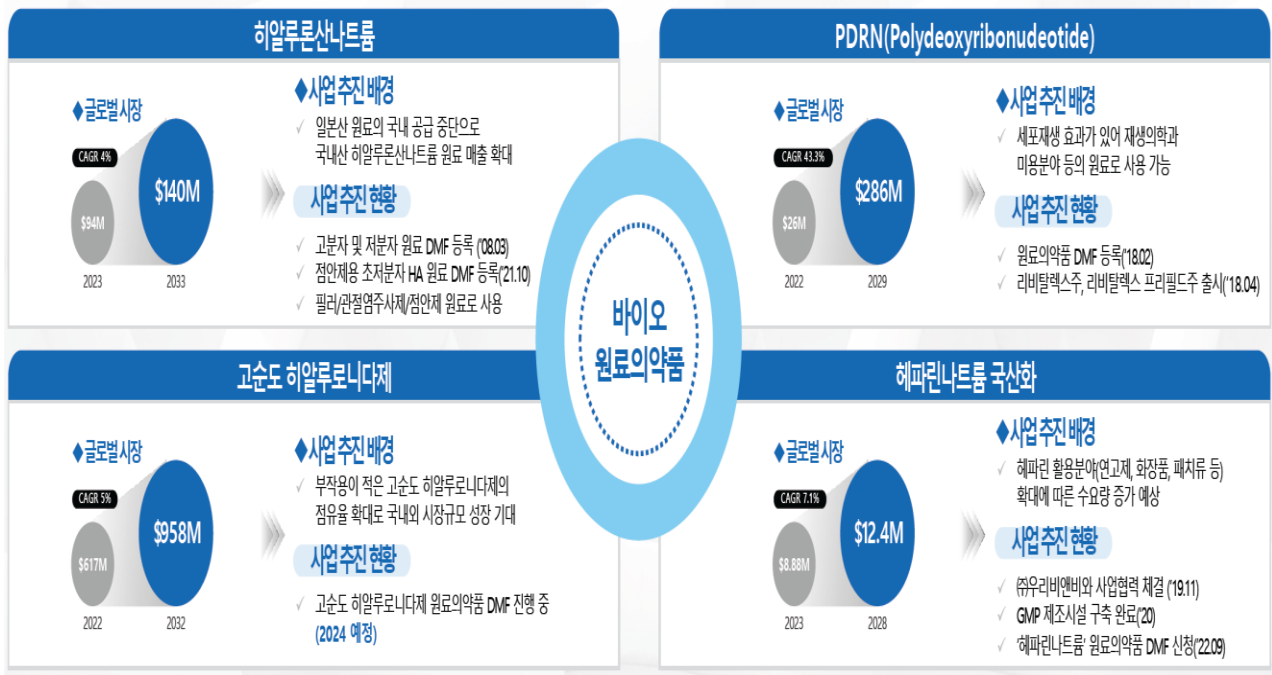 히알루론산나트륨
◆글로벌 시장
CAGR 4%
$94M
$140M
2023
2033
◆사업 추진 배경
✓ 일본산 원료의 국내 공급 중단으로
국내산 히알루론산나트륨 원료 매출 확대
사업 추진 현황
✓ 고분자 및 저분자 원료 DMF 등록 ('08.03)
✓ 점안제용 초저분자 HA 원료 DMF 등록('21.10)
✓ 필러/관절염주사제/점안제 원료로 사용
PDRN(Polydeoxyribonudeotide)
◆글로벌 시장
CAGR 43.3%
$26M
$286M
2022
2029
◆사업 추진 배경
✓ 세포재생 효과가 있어 재생의학과
미용분야 등의 원료로 사용 가능
사업 추진 현황
✓ 원료의약품 DMF 등록('18.02)
✓ 리비탈렉스주, 리비탈렉스 프리필드주 출시('18.04)
바이오
원료의약품
고순도 히알루로니다제
◆글로벌 시장
CAGR 5%
$617M
$958M
2022
2032
◆사업 추진 배경
✓ 부작용이 적은 고순도 히알루로니다제의
점유율 확대로 국내외 시장규모 성장 기대
사업 추진 현황
✓ 고순도 히알루로니다제 원료의약품 DMF 진행 중
(2024 예정)
헤파린나트륨 국산화
◆글로벌 시장
CAGR 7.1%
$8.88M
$12.4M
2023
2028
◆사업 추진 배경
✓ 헤파린 활용분야(연고제, 화장품, 패치류 등)
확대에 따른 수요량 증가 예상
사업 추진 현황
✓ ㈜우리비앤비와 사업협력 체결 ('19.11)
✓ GMP 제조시설 구축 완료('20)
✓ '헤파린나트륨' 원료의약품 DMF 신청('22.09)